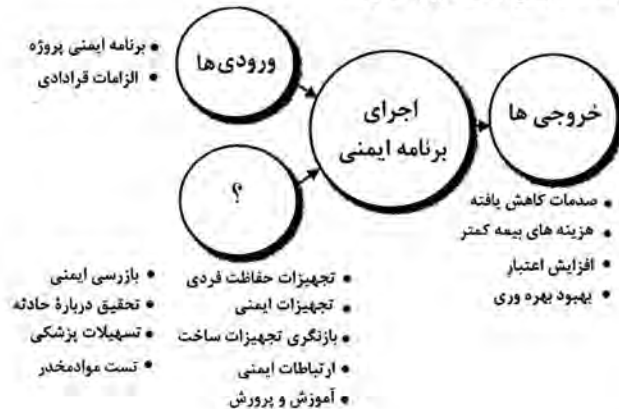 ورودی‌ها
• برنامه ایمنی پروژه
• الزامات قرادادی
اجرای
برنامه ایمنی
خروجی ها
؟
• صدمات کاهش یافته
• هزینه های بیمه کمتر
• افزایش اعتبار
• بهبود بهره وری
• تجهیزات حفاظت فردی
• تجهیزات ایمنی
• بازنگری تجهیزات ساخت
• ارتباطات ایمنی
• آموزش و پرورش
• بازرسی ایمنی
• تحقیق دربارهٔ حادثه
• تسهیلات پزشکی
• تست موادمخدر